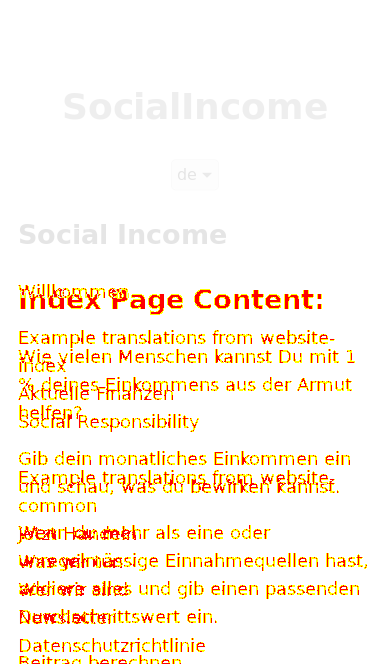 SocialIncome
de
Social Income
Willkommen
Index Page Content:
Example translations from website-
Wie vielen Menschen kannst Du mit 1
index
% deines Einkommens aus der Armut
Aktuelle Finanzen
helfen?
Social Responsibility
Gib dein monatliches Einkommen ein
Example translations from website-
und schau, was du bewirken kannst.
common
Jetzt Handeln
Wenn du mehr als eine oder
Was wir tun
unregelmässige Einnahmequellen hast,
Wer wir sind
addiere alles und gib einen passenden
Newsletter
Durchschnittswert ein.
Datenschutzrichtlinie
Beitrag berechnen